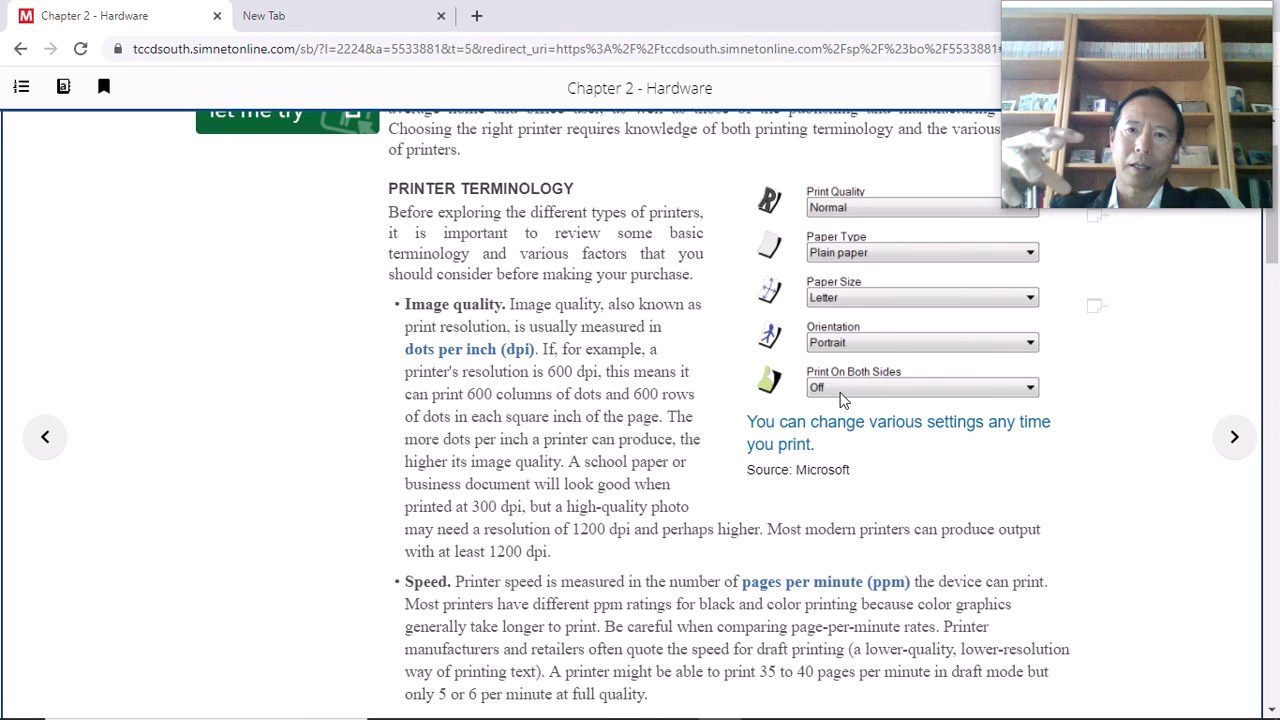 Chapter 2 - Hardware
New Tab
tccdsouth.simnetonline.com/sb/?l=2224&a=5533881&t=5&redirect_uri=https%3A%2F%2Ftccdsouth.simnetonline.com%2Fsp%2F%23bo%2F5533881
Chapter 2 - Hardware
let me try
average home and office user, as well as those of the publishing and manufacturing
Choosing the right printer requires knowledge of both printing terminology and the various
of printers.
PRINTER TERMINOLOGY
Before exploring the different types of printers,
it is important to review some basic
terminology and various factors that you
should consider before making your purchase.
• Image quality. Image quality, also known as
print resolution, is usually measured in
dots per inch (dpi). If, for example, a
printer's resolution is 600 dpi, this means it
can print 600 columns of dots and 600 rows
of dots in each square inch of the page. The
more dots per inch a printer can produce, the
higher its image quality. A school paper or
business document will look good when
printed at 300 dpi, but a high-quality photo
may need a resolution of 1200 dpi and perhaps higher. Most modern printers can produce output
with at least 1200 dpi.
Print Quality
Normal
Paper Type
Plain paper
Paper Size
Letter
Orientation
Portrait
Print On Both Sides
Off
You can change various settings any time
you print.
Source: Microsoft
• Speed. Printer speed is measured in the number of pages per minute (ppm) the device can print.
Most printers have different ppm ratings for black and color printing because color graphics
generally take longer to print. Be careful when comparing page-per-minute rates. Printer
manufacturers and retailers often quote the speed for draft printing (a lower-quality, lower-resolution
way of printing text). A printer might be able to print 35 to 40 pages per minute in draft mode but
only 5 or 6 per minute at full quality.